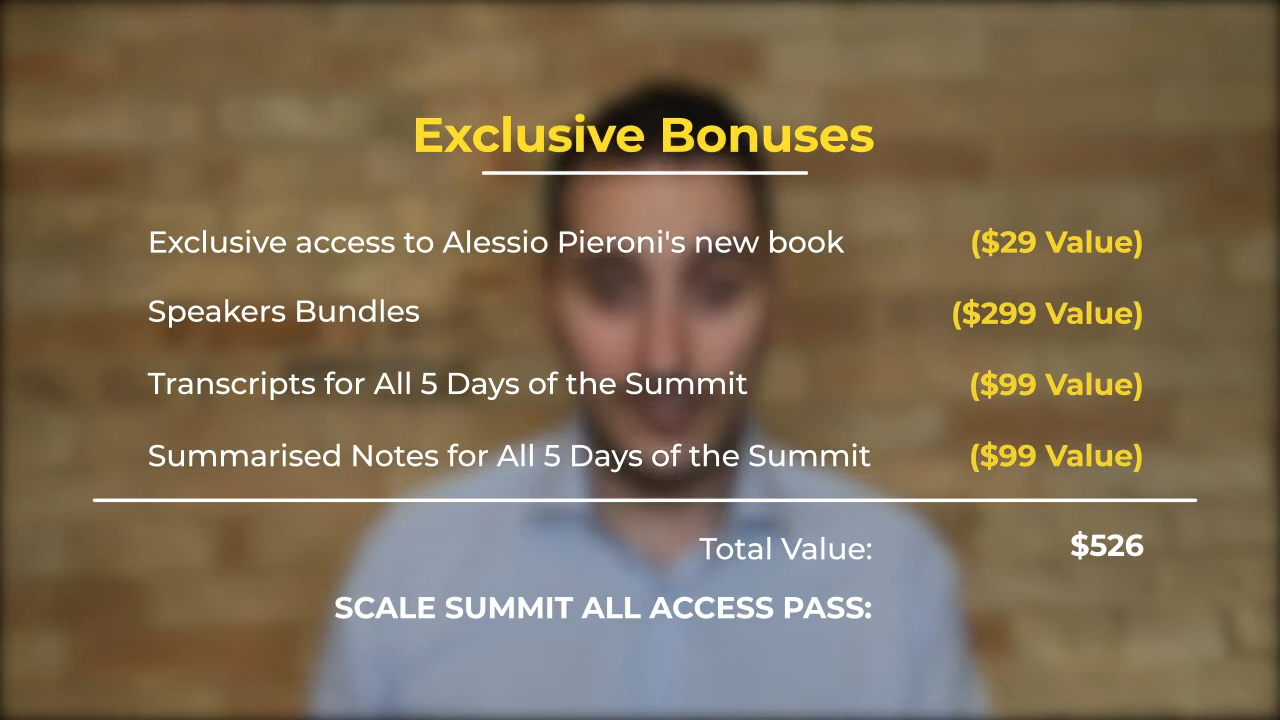 Exclusive Bonuses
Exclusive access to Alessio Pieroni's new book ($29 Value)
Speakers Bundles ($299 Value)
Transcripts for All 5 Days of the Summit ($99 Value)
Summarised Notes for All 5 Days of the Summit ($99 Value)
Total Value: $526
SCALE SUMMIT ALL ACCESS PASS: